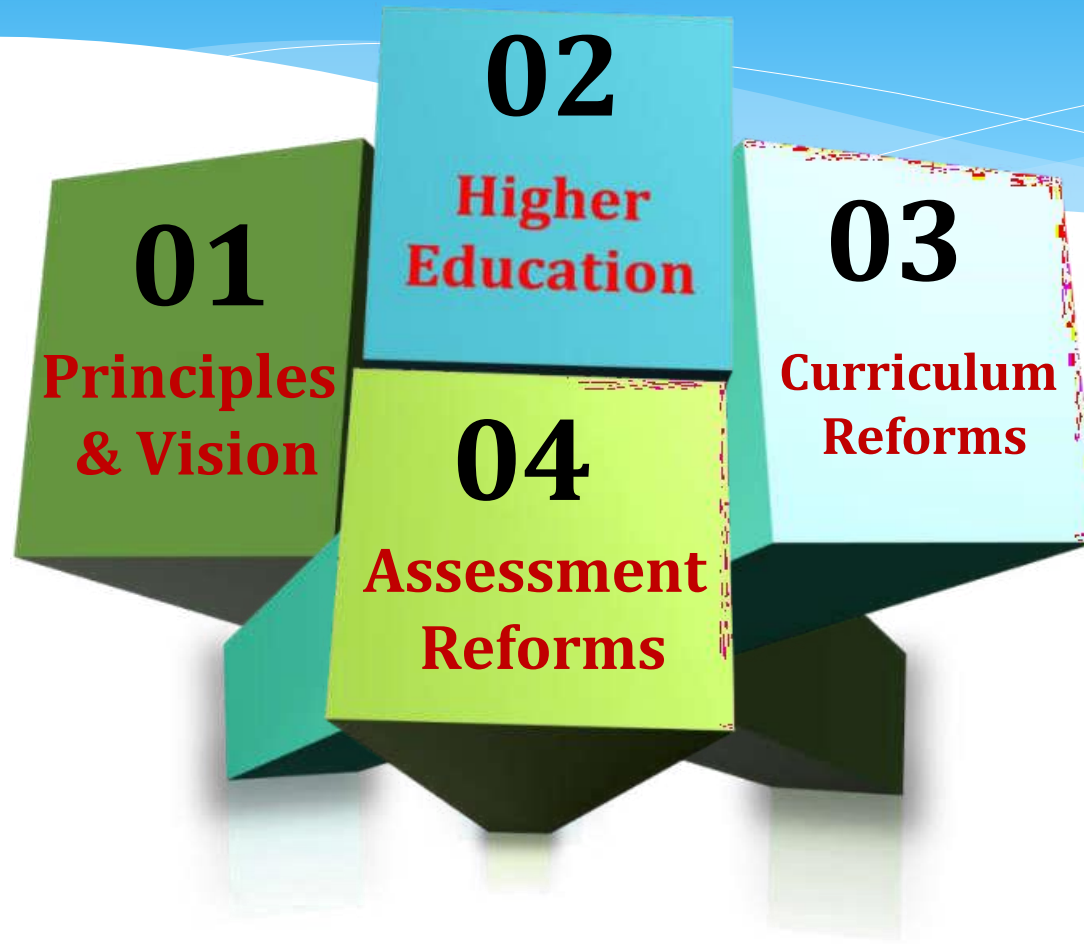 01
Principles
& Vision
02
Higher
Education
03
Curriculum
Reforms
04
Assessment
Reforms